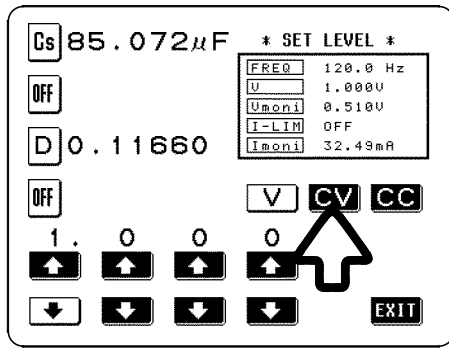 Cs 85.072μF
* SET LEVEL *
FREQ 120.0 Hz
V 1.000V
Vmoni 0.510V
I-LIM OFF
Imoni 32.49mA
OFF
D 0.11660
OFF
V CV CC
1. 0 0 0
EXIT